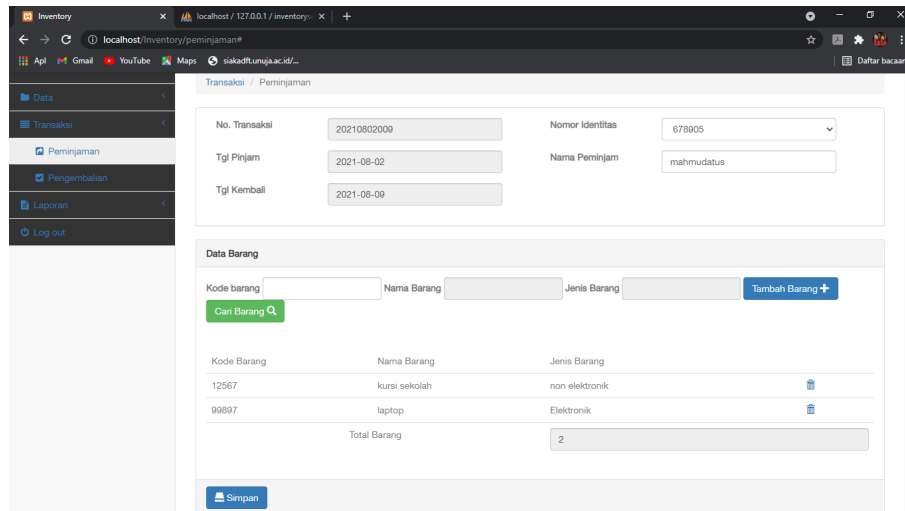 Inventory
localhost / 127.0.0.1 / inventoryse
localhost/Inventory/peminjaman#
Apl Gmail YouTube Maps siakadft.unuja.ac.id/... Daftar bacaan
Transaksi / Peminjaman
Data
Transaksi
Peminjaman
Pengembalian
Laporan
Log out
No. Transaksi 20210802009 Nomor Identitas 678905
Tgl Pinjam 2021-08-02 Nama Peminjam mahmudatus
Tgl Kembali 2021-08-09
Data Barang
Kode barang Nama Barang Jenis Barang Tambah Barang
Cari Barang
Kode Barang Nama Barang Jenis Barang
12567 kursi sekolah non elektronik
99897 laptop Elektronik
Total Barang 2
Simpan